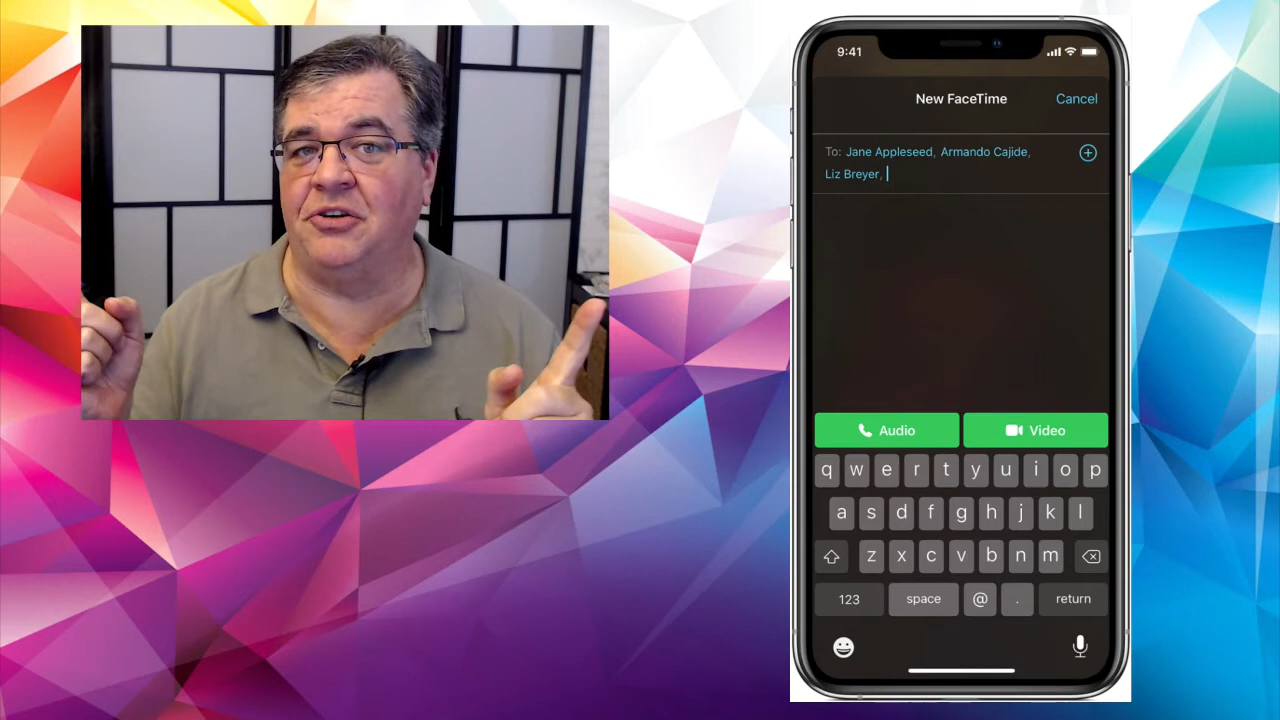 9:41
New FaceTime
Cancel
To: Jane Appleseed, Armando Cajide,
Liz Breyer,
Audio
Video
q w e r t y u i o p
a s d f g h j k l
z x c v b n m
123 space @ . return